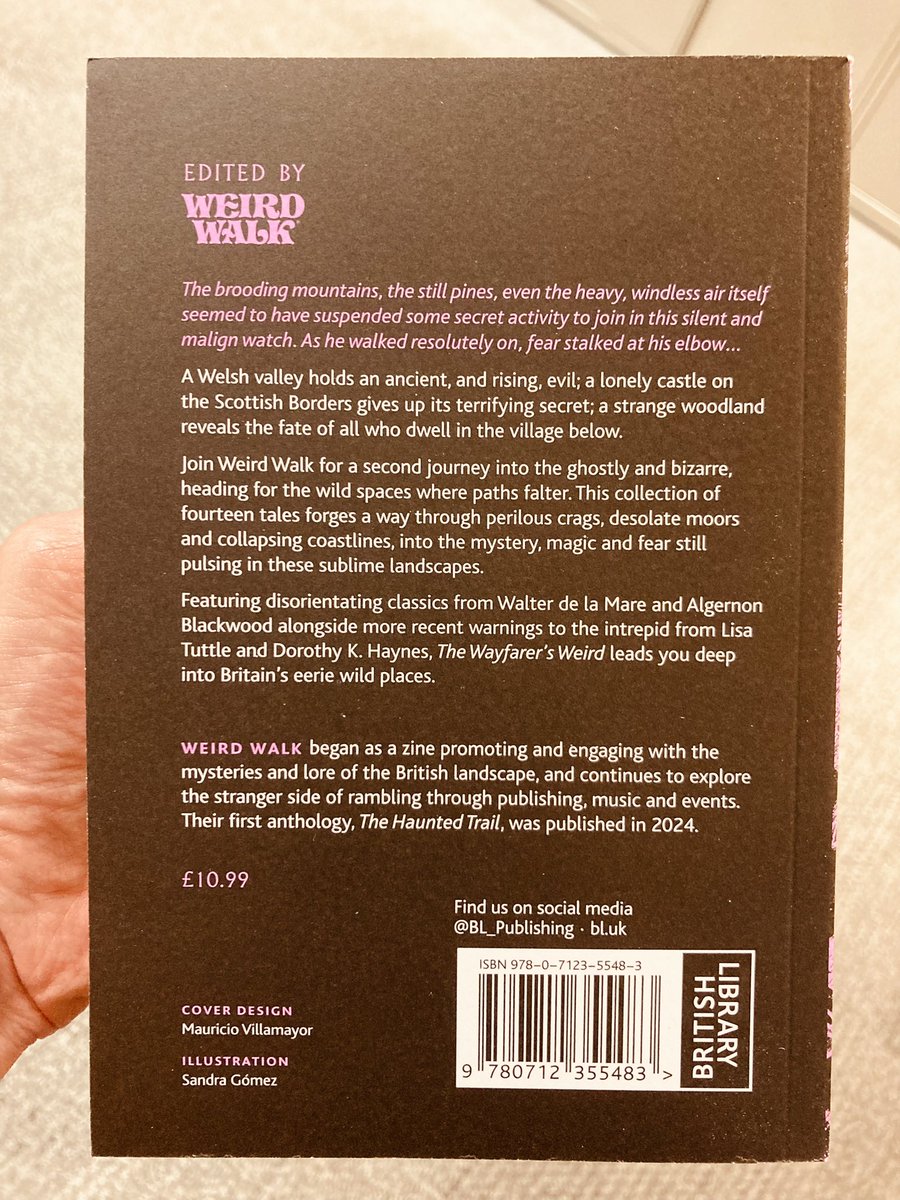 EDITED BY
WEIRD
WALK
The brooding mountains, the still pines, even the heavy, windless air itself
seemed to have suspended some secret activity to join in this silent and
malign watch. As he walked resolutely on, fear stalked at his elbow...
A Welsh valley holds an ancient, and rising, evil; a lonely castle on
the Scottish Borders gives up its terrifying secret; a strange woodland
reveals the fate of all who dwell in the village below.
Join Weird Walk for a second journey into the ghostly and bizarre,
heading for the wild spaces where paths falter. This collection of
fourteen tales forges a way through perilous crags, desolate moors
and collapsing coastlines, into the mystery, magic and fear still
pulsing in these sublime landscapes.
Featuring disorientating classics from Walter de la Mare and Algernon
Blackwood alongside more recent warnings to the intrepid from Lisa
Tuttle and Dorothy K. Haynes, The Wayfarer's Weird leads you deep
into Britain's eerie wild places.
WEIRD WALK began as a zine promoting and engaging with the
mysteries and lore of the British landscape, and continues to explore
the stranger side of rambling through publishing, music and events.
Their first anthology, The Haunted Trail, was published in 2024.
£10.99
Find us on social media
@BL_Publishing · bl.uk
ISBN 978-0-7123-5548-3
9 780712 355483 >
BRITISH
LIBRARY
COVER DESIGN
Mauricio Villamayor
ILLUSTRATION
Sandra Gómez